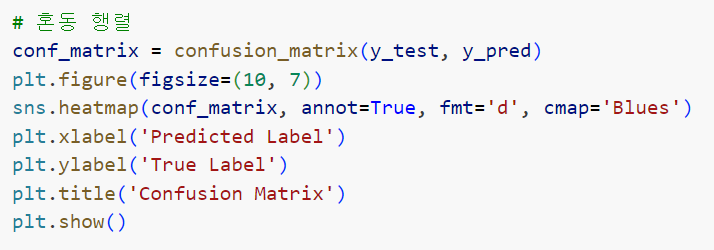 # 혼동 행렬
conf_matrix = confusion_matrix(y_test, y_pred)
plt.figure(figsize=(10, 7))
sns.heatmap(conf_matrix, annot=True, fmt='d', cmap='Blues')
plt.xlabel('Predicted Label')
plt.ylabel('True Label')
plt.title('Confusion Matrix')
plt.show()